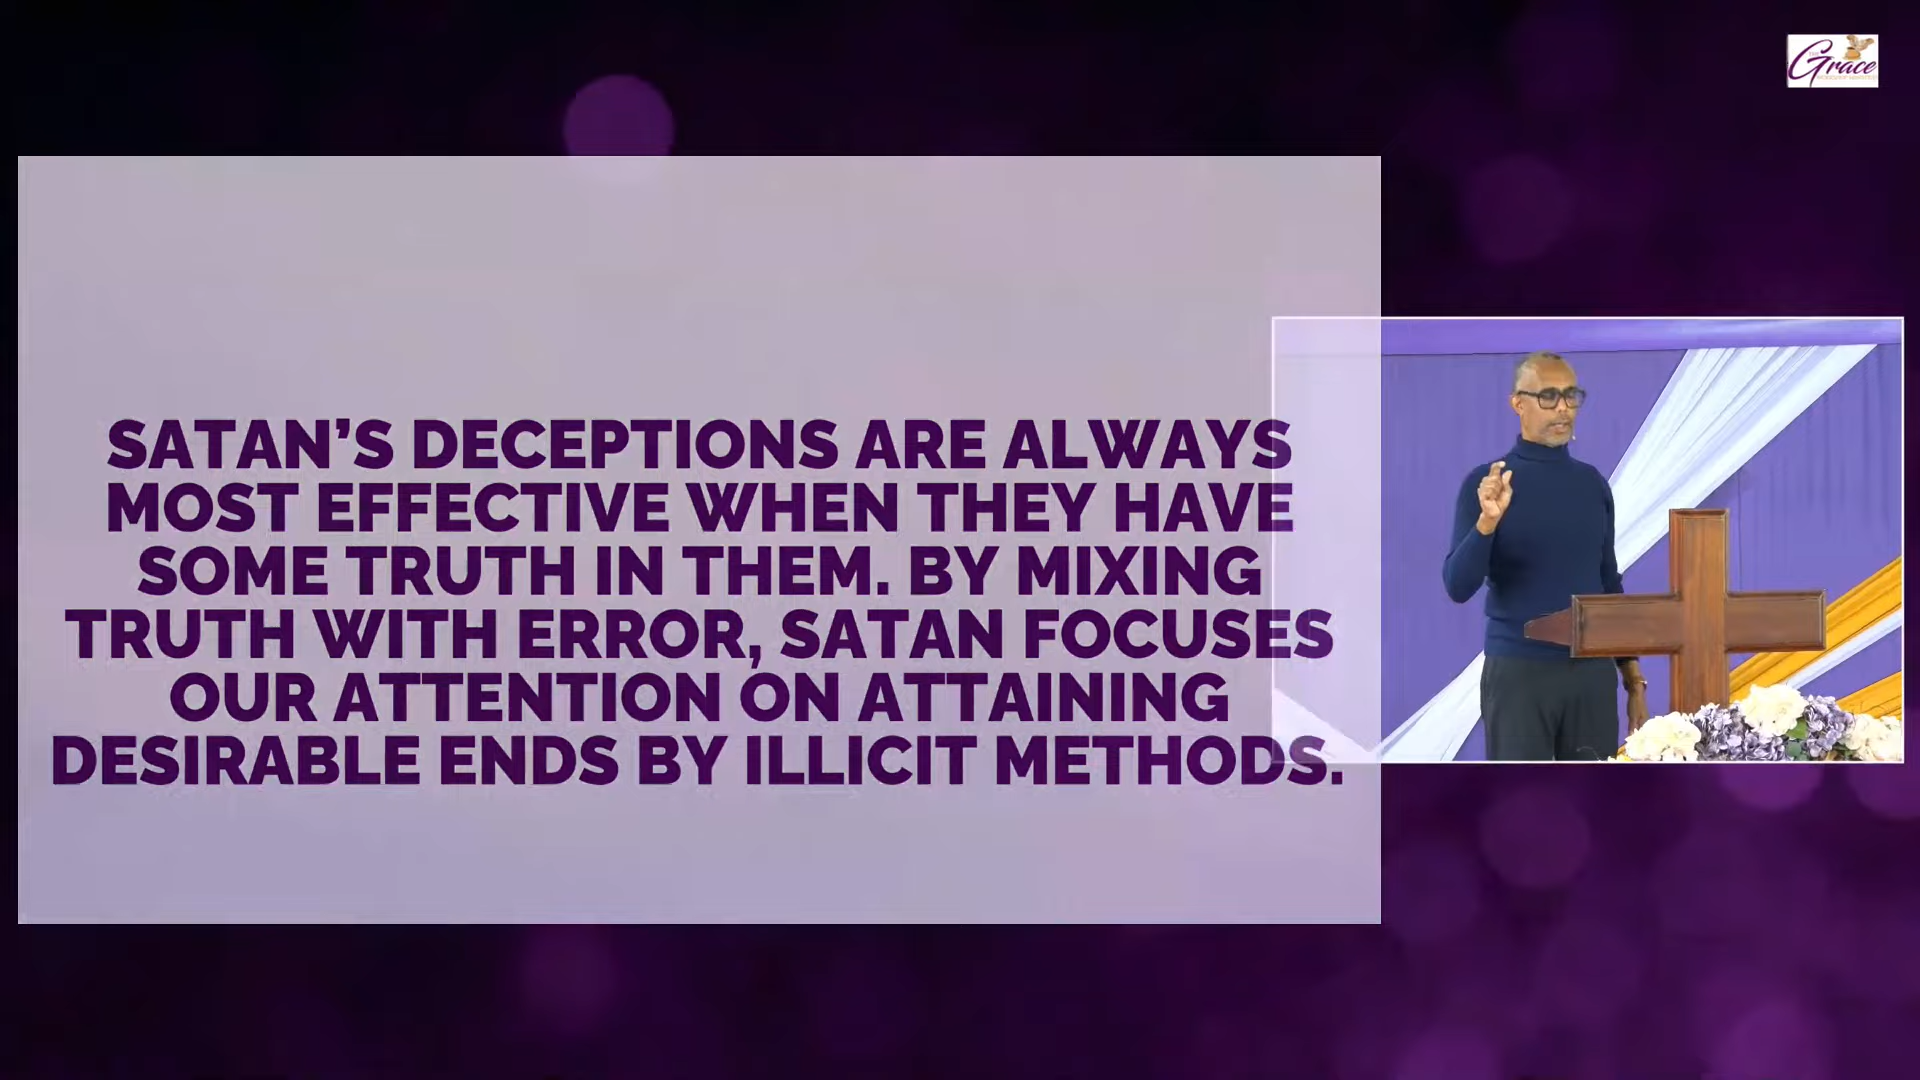 Grace
SATAN’S DECEPTIONS ARE ALWAYS
MOST EFFECTIVE WHEN THEY HAVE
SOME TRUTH IN THEM. BY MIXING
TRUTH WITH ERROR, SATAN FOCUSES
OUR ATTENTION ON ATTAINING
DESIRABLE ENDS BY ILLICIT METHODS.